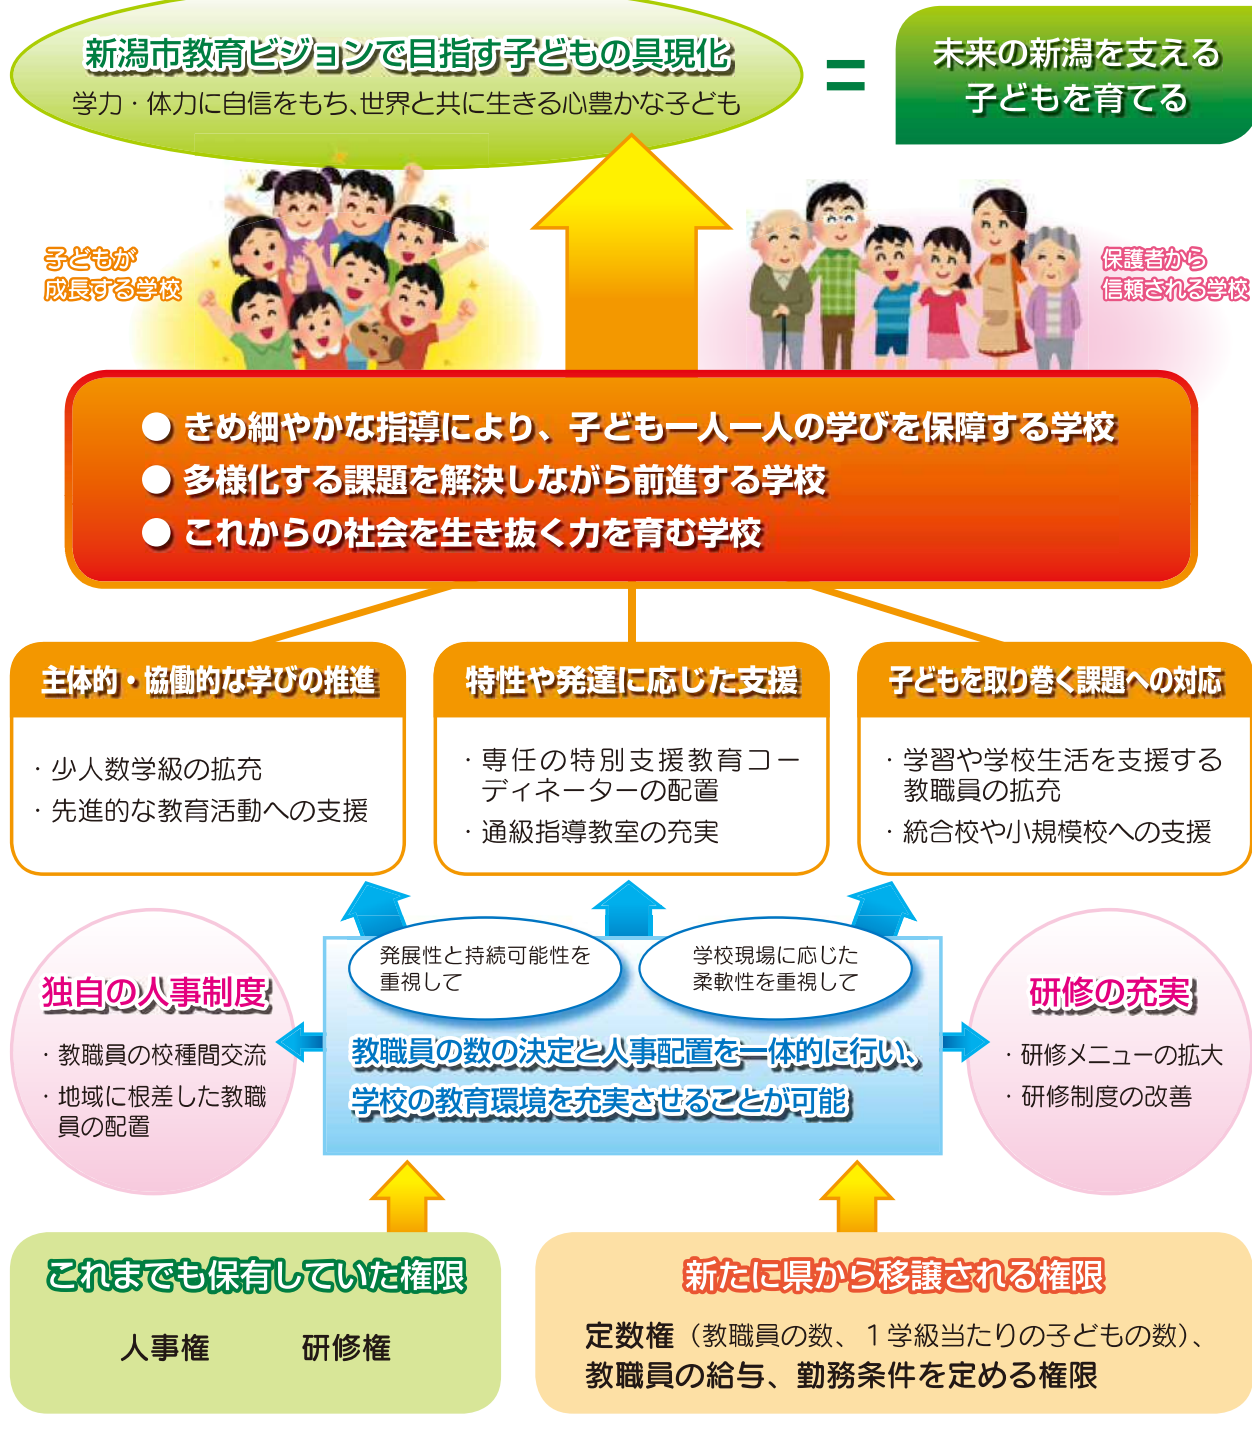 新潟市教育ビジョンで目指す子どもの具現化
学力・体力に自信をもち、世界と共に生きる心豊かな子ども
=
未来の新潟を支える
子どもを育てる
子どもが
成長する学校
保護者から
信頼される学校
● きめ細やかな指導により、子ども一人一人の学びを保障する学校
● 多様化する課題を解決しながら前進する学校
● これからの社会を生き抜く力を育む学校
主体的・協働的な学びの推進
・少人数学級の拡充
・先進的な教育活動への支援
特性や発達に応じた支援
・専任の特別支援教育コー
ディネーターの配置
・通級指導教室の充実
子どもを取り巻く課題への対応
・学習や学校生活を支援する
教職員の拡充
・統合校や小規模校への支援
発展性と持続可能性を
重視して
学校現場に応じた
柔軟性を重視して
教職員の数の決定と人事配置を一体的に行い、
学校の教育環境を充実させることが可能
独自の人事制度
・教職員の校種間交流
・地域に根差した教職
員の配置
研修の充実
・研修メニューの拡大
・研修制度の改善
これまでも保有していた権限
人事権 研修権
新たに県から移譲される権限
定数権（教職員の数、１学級当たりの子どもの数）、
教職員の給与、勤務条件を定める権限